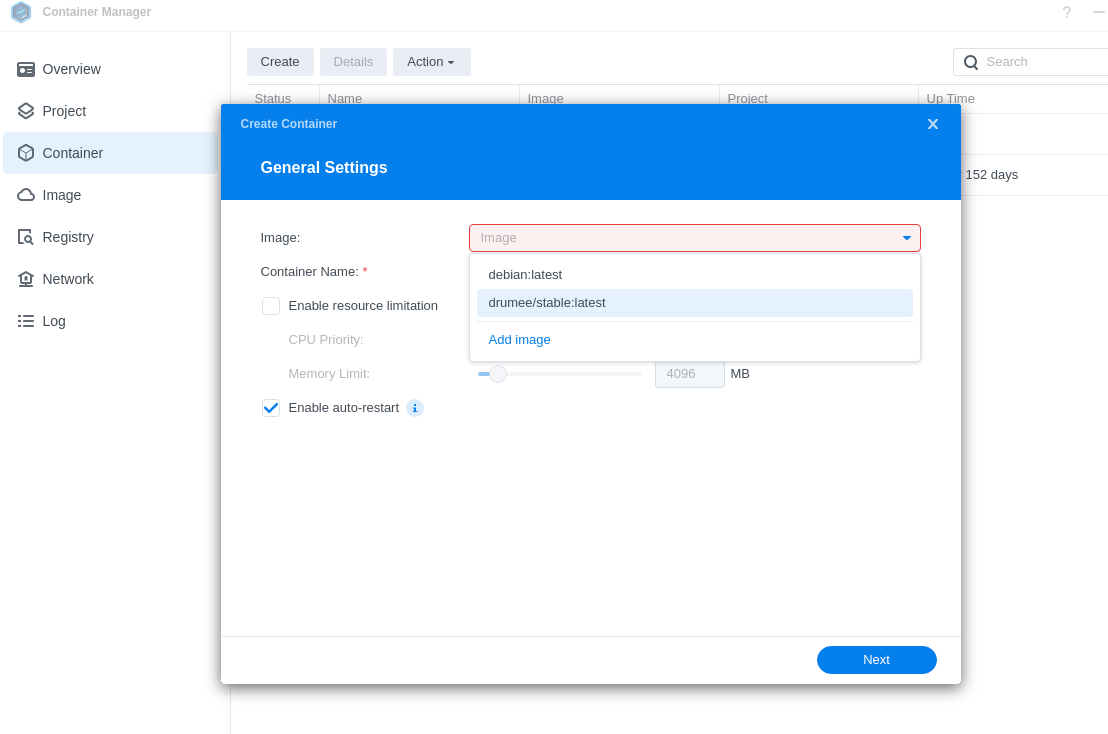 Container Manager
?
Overview
Project
Container
Image
Registry
Network
Log
Create Details Action
Search
Status Name Image Project Up Time
152 days
Create Container
General Settings
Image: Image
debian:latest
drumee/stable:latest
Add image
Container Name: *
Enable resource limitation
CPU Priority:
Memory Limit: 4096 MB
Enable auto-restart i
Next